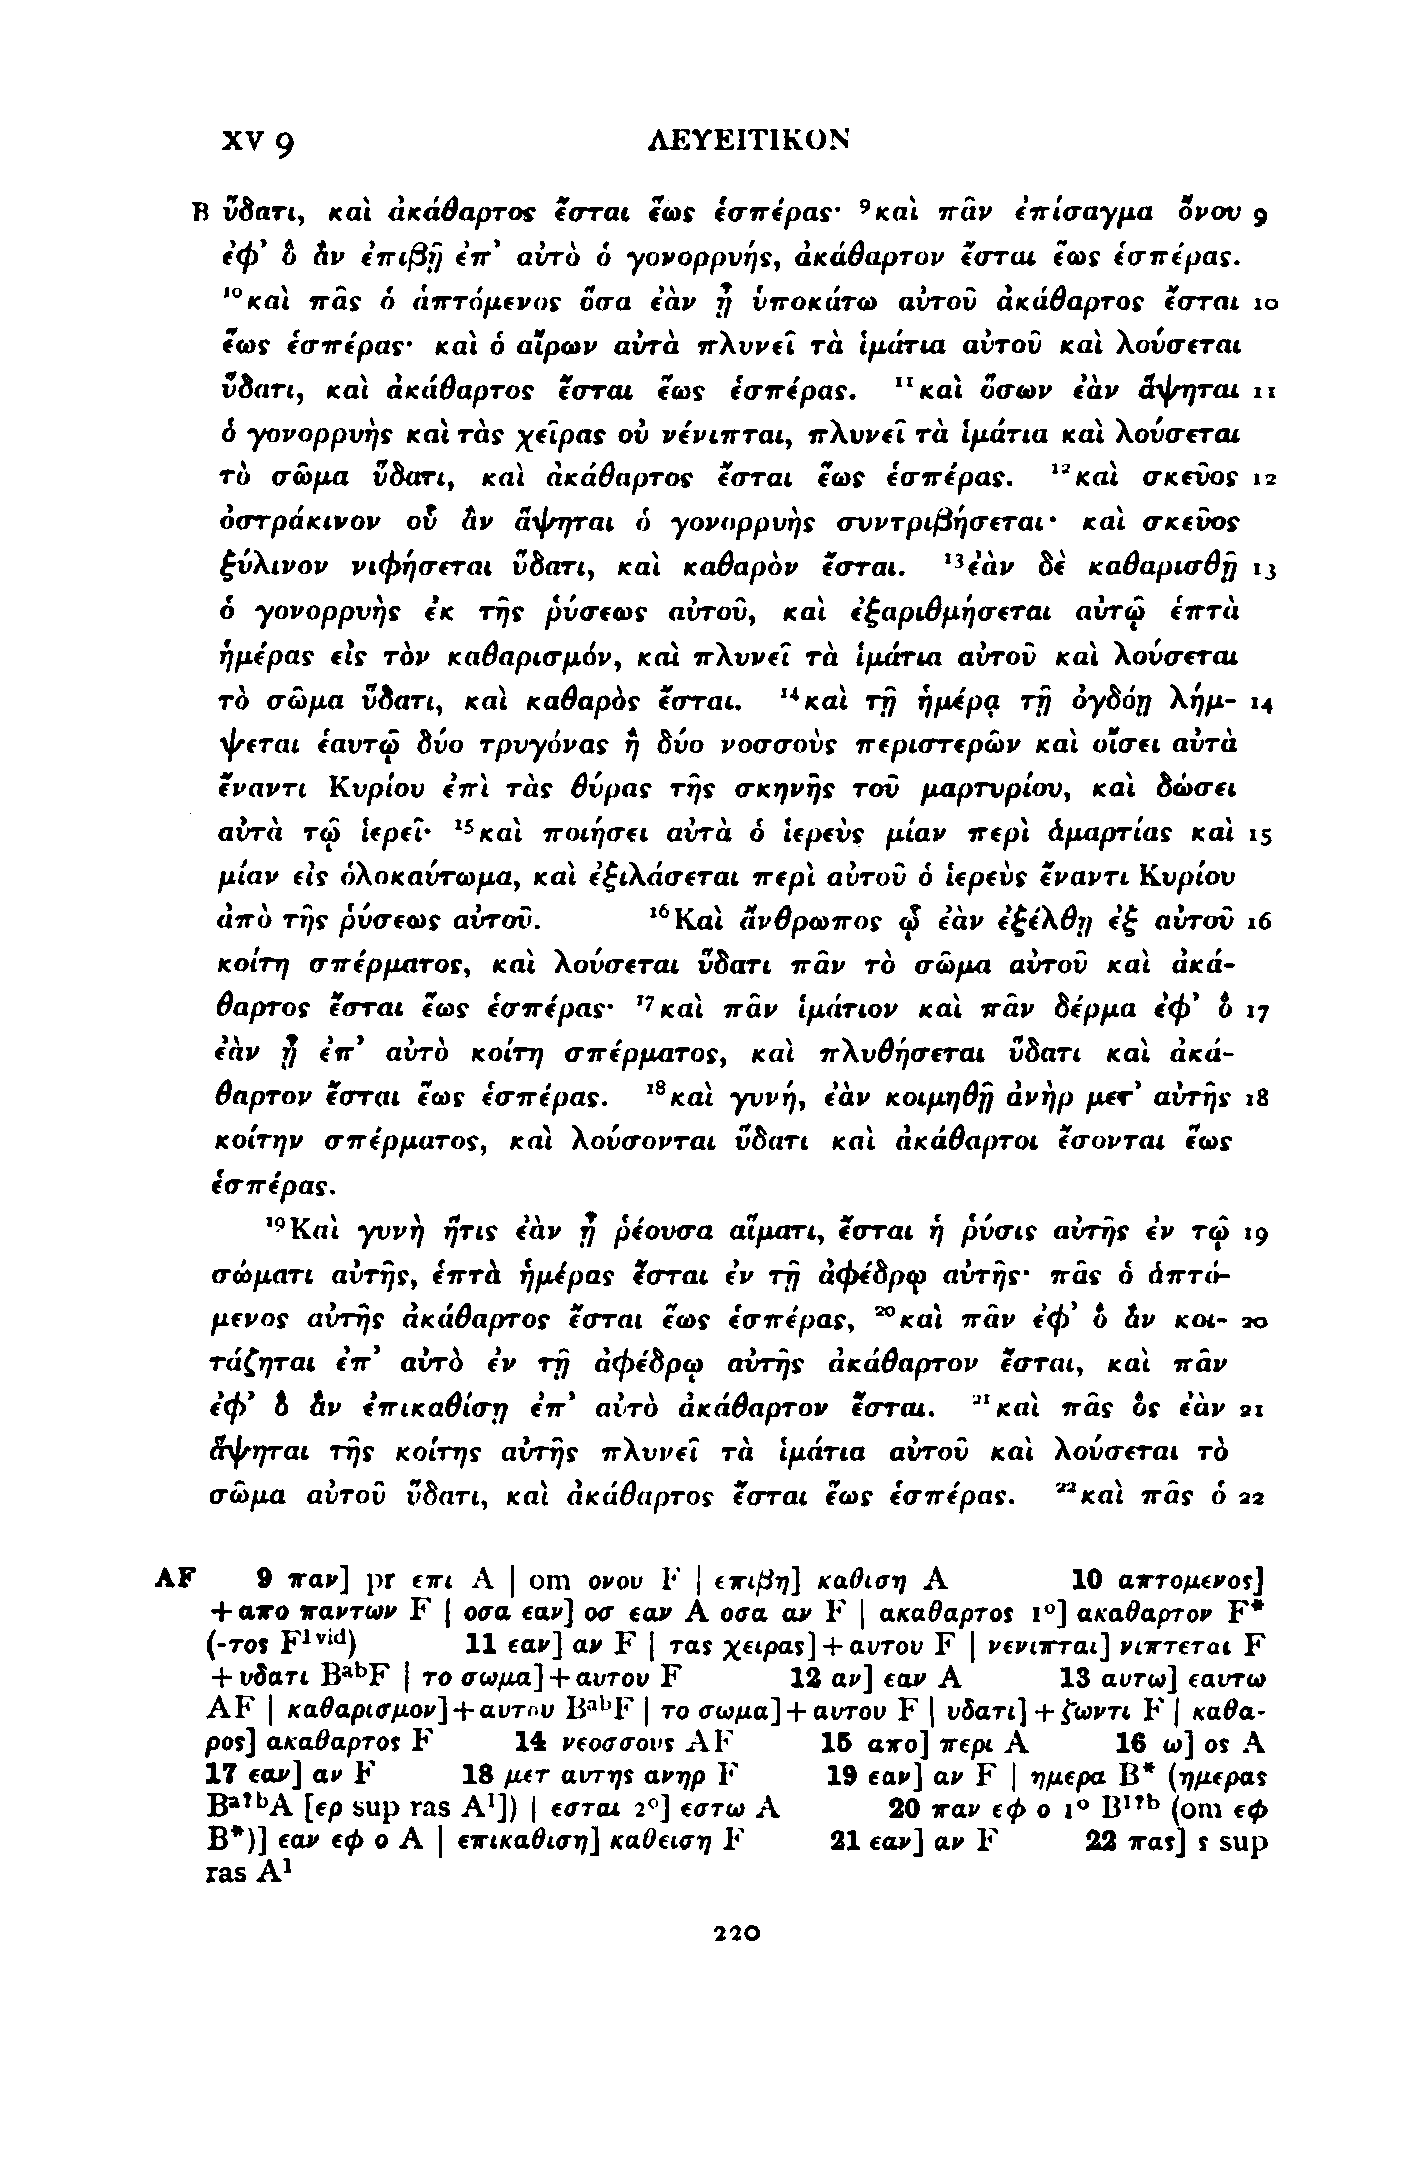 XV 9 ΛΕΥΕΙΤΙΚΟΝ
B ὕδατι, καὶ ἀκάθαρτος ἔσται ἕως ἑσπέρας· ⁹καὶ πᾶν ἐπίσαγμα ὄνου 9
ἐφ᾽ ὃ ἂν ἐπιβῇ ἐπ᾽ αὐτὸ ὁ γονορρυής, ἀκάθαρτον ἔσται ἕως ἑσπέρας.
¹⁰καὶ πᾶς ὁ ἁπτόμενος ὅσα ἐὰν ᾖ ὑποκάτω αὐτοῦ ἀκάθαρτος ἔσται 10
ἕως ἑσπέρας· καὶ ὁ αἴρων αὐτὰ πλυνεῖ τὰ ἱμάτια αὐτοῦ καὶ λούσεται
ὕδατι, καὶ ἀκάθαρτος ἔσται ἕως ἑσπέρας. ¹¹καὶ ὅσων ἐὰν ἅψηται 11
ὁ γονορρυὴς καὶ τὰς χεῖρας οὐ νένιπται, πλυνεῖ τὰ ἱμάτια καὶ λούσεται
τὸ σῶμα ὕδατι, καὶ ἀκάθαρτος ἔσται ἕως ἑσπέρας. ¹²καὶ σκεῦος 12
ὀστράκινον οὗ ἂν ἅψηται ὁ γονορρυὴς συντριβήσεται· καὶ σκεῦος
ξύλινον νιφήσεται ὕδατι, καὶ καθαρὸν ἔσται. ¹³ἐὰν δὲ καθαρισθῇ 13
ὁ γονορρυὴς ἐκ τῆς ῥύσεως αὐτοῦ, καὶ ἐξαριθμήσεται αὐτῷ ἑπτὰ
ἡμέρας εἰς τὸν καθαρισμόν, καὶ πλυνεῖ τὰ ἱμάτια αὐτοῦ καὶ λούσεται
τὸ σῶμα ὕδατι, καὶ καθαρὸς ἔσται. ¹⁴καὶ τῇ ἡμέρᾳ τῇ ὀγδόῃ λήμ- 14
ψεται ἑαυτῷ δύο τρυγόνας ἢ δύο νοσσοὺς περιστερῶν καὶ οἴσει αὐτὰ
ἔναντι Κυρίου ἐπὶ τὰς θύρας τῆς σκηνῆς τοῦ μαρτυρίου, καὶ δώσει
αὐτὰ τῷ ἱερεῖ· ¹⁵καὶ ποιήσει αὐτὰ ὁ ἱερεὺς μίαν περὶ ἁμαρτίας καὶ 15
μίαν εἰς ὁλοκαύτωμα, καὶ ἐξιλάσεται περὶ αὐτοῦ ὁ ἱερεὺς ἔναντι Κυρίου
ἀπὸ τῆς ῥύσεως αὐτοῦ. ¹⁶Καὶ ἄνθρωπος ᾧ ἐὰν ἐξέλθῃ ἐξ αὐτοῦ 16
κοίτη σπέρματος, καὶ λούσεται ὕδατι πᾶν τὸ σῶμα αὐτοῦ καὶ ἀκά-
θαρτος ἔσται ἕως ἑσπέρας· ¹⁷καὶ πᾶν ἱμάτιον καὶ πᾶν δέρμα ἐφ᾽ ὃ 17
ἐὰν ᾖ ἐπ᾽ αὐτὸ κοίτη σπέρματος, καὶ πλυθήσεται ὕδατι καὶ ἀκά-
θαρτον ἔσται ἕως ἑσπέρας. ¹⁸καὶ γυνή, ἐὰν κοιμηθῇ ἀνὴρ μετ᾽ αὐτῆς 18
κοίτην σπέρματος, καὶ λούσονται ὕδατι καὶ ἀκάθαρτοι ἔσονται ἕως
ἑσπέρας.
¹⁹Καὶ γυνὴ ἥτις ἐὰν ᾖ ῥέουσα αἵματι, ἔσται ἡ ῥύσις αὐτῆς ἐν τῷ 19
σώματι αὐτῆς, ἑπτὰ ἡμέρας ἔσται ἐν τῇ ἀφέδρῳ αὐτῆς· πᾶς ὁ ἁπτό-
μενος αὐτῆς ἀκάθαρτος ἔσται ἕως ἑσπέρας, ²⁰καὶ πᾶν ἐφ᾽ ὃ ἂν κοι- 20
τάζηται ἐπ᾽ αὐτὸ ἐν τῇ ἀφέδρῳ αὐτῆς ἀκάθαρτον ἔσται, καὶ πᾶν
ἐφ᾽ ὃ ἂν ἐπικαθίσῃ ἐπ᾽ αὐτὸ ἀκάθαρτον ἔσται. ²¹καὶ πᾶς ὃς ἐὰν 21
ἅψηται τῆς κοίτης αὐτῆς πλυνεῖ τὰ ἱμάτια αὐτοῦ καὶ λούσεται τὸ
σῶμα αὐτοῦ ὕδατι, καὶ ἀκάθαρτος ἔσται ἕως ἑσπέρας. ²²καὶ πᾶς ὁ 22
AF 9 παν] pr επι A | om ονου F | επιβη] καθιση A 10 απτομενος]
+απο παντων F | οσα εαν] οσ εαν A οσα αν F | ακαθαρτος 1º] ακαθαρτον F*
(-τος F¹ ᵛⁱᵈ) 11 εαν] αν F | τας χειρας]+αυτου F | νενιπται] νιπτεται F
+υδατι BᵃᵇF | το σωμα]+αυτου F 12 αν] εαν A 13 αυτω] εαυτω
AF | καθαρισμον]+αυτου BᵃᵇF | το σωμα]+αυτου F | υδατι]+ζωντι F | καθα-
ρος] ακαθαρτος F 14 νεοσσους AF 15 απο] περι A 16 ω] ος A
17 εαν] αν F 18 μετ αυτης ανηρ F 19 εαν] αν F | ημερα B* (ημερας
Bᵃ?ᵇA [ερ sup ras A¹]) | εσται 2º] εστω A 20 παν εφ ο 1º B¹?ᵇ (om εφ
B*)] εαν εφ ο A | επικαθιση] καθειση F 21 εαν] αν F 22 πας] ς sup
ras A¹
220